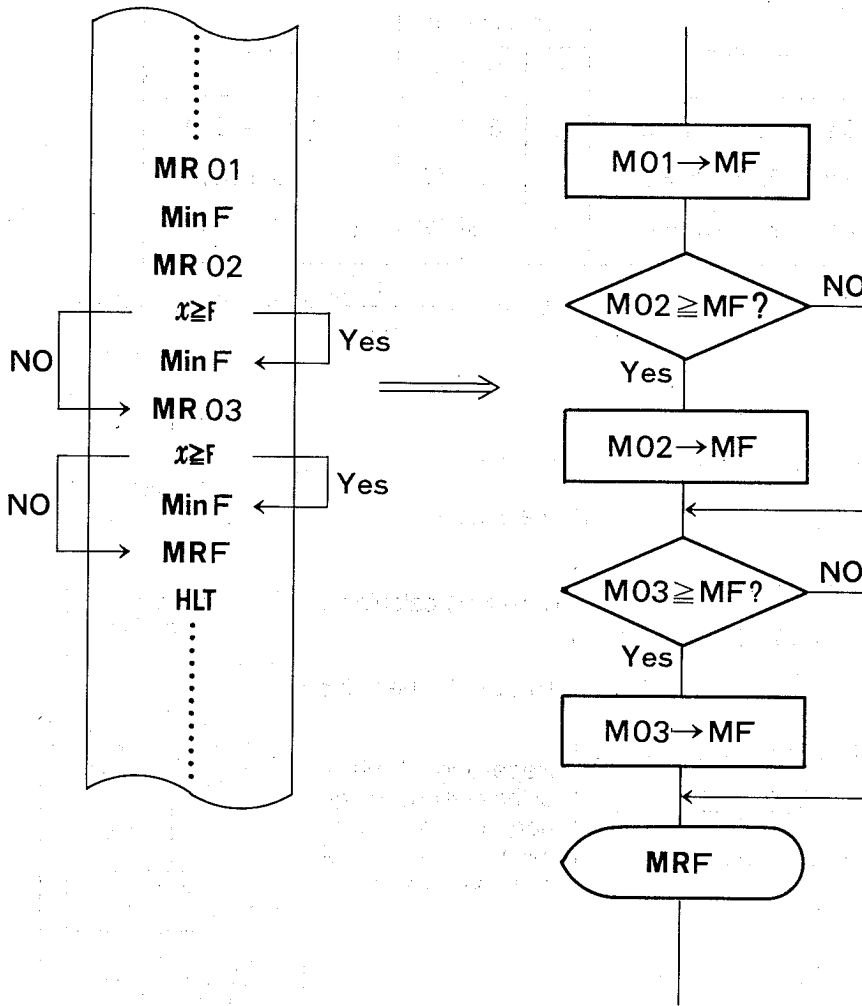 MR 01
Min F
MR 02
x≧F
Yes
NO
Min F
MR 03
x≧F
Yes
NO
Min F
MRF
HLT
M01→MF
M02≧MF?
NO
Yes
M02→MF
M03≧MF?
NO
Yes
M03→MF
MRF